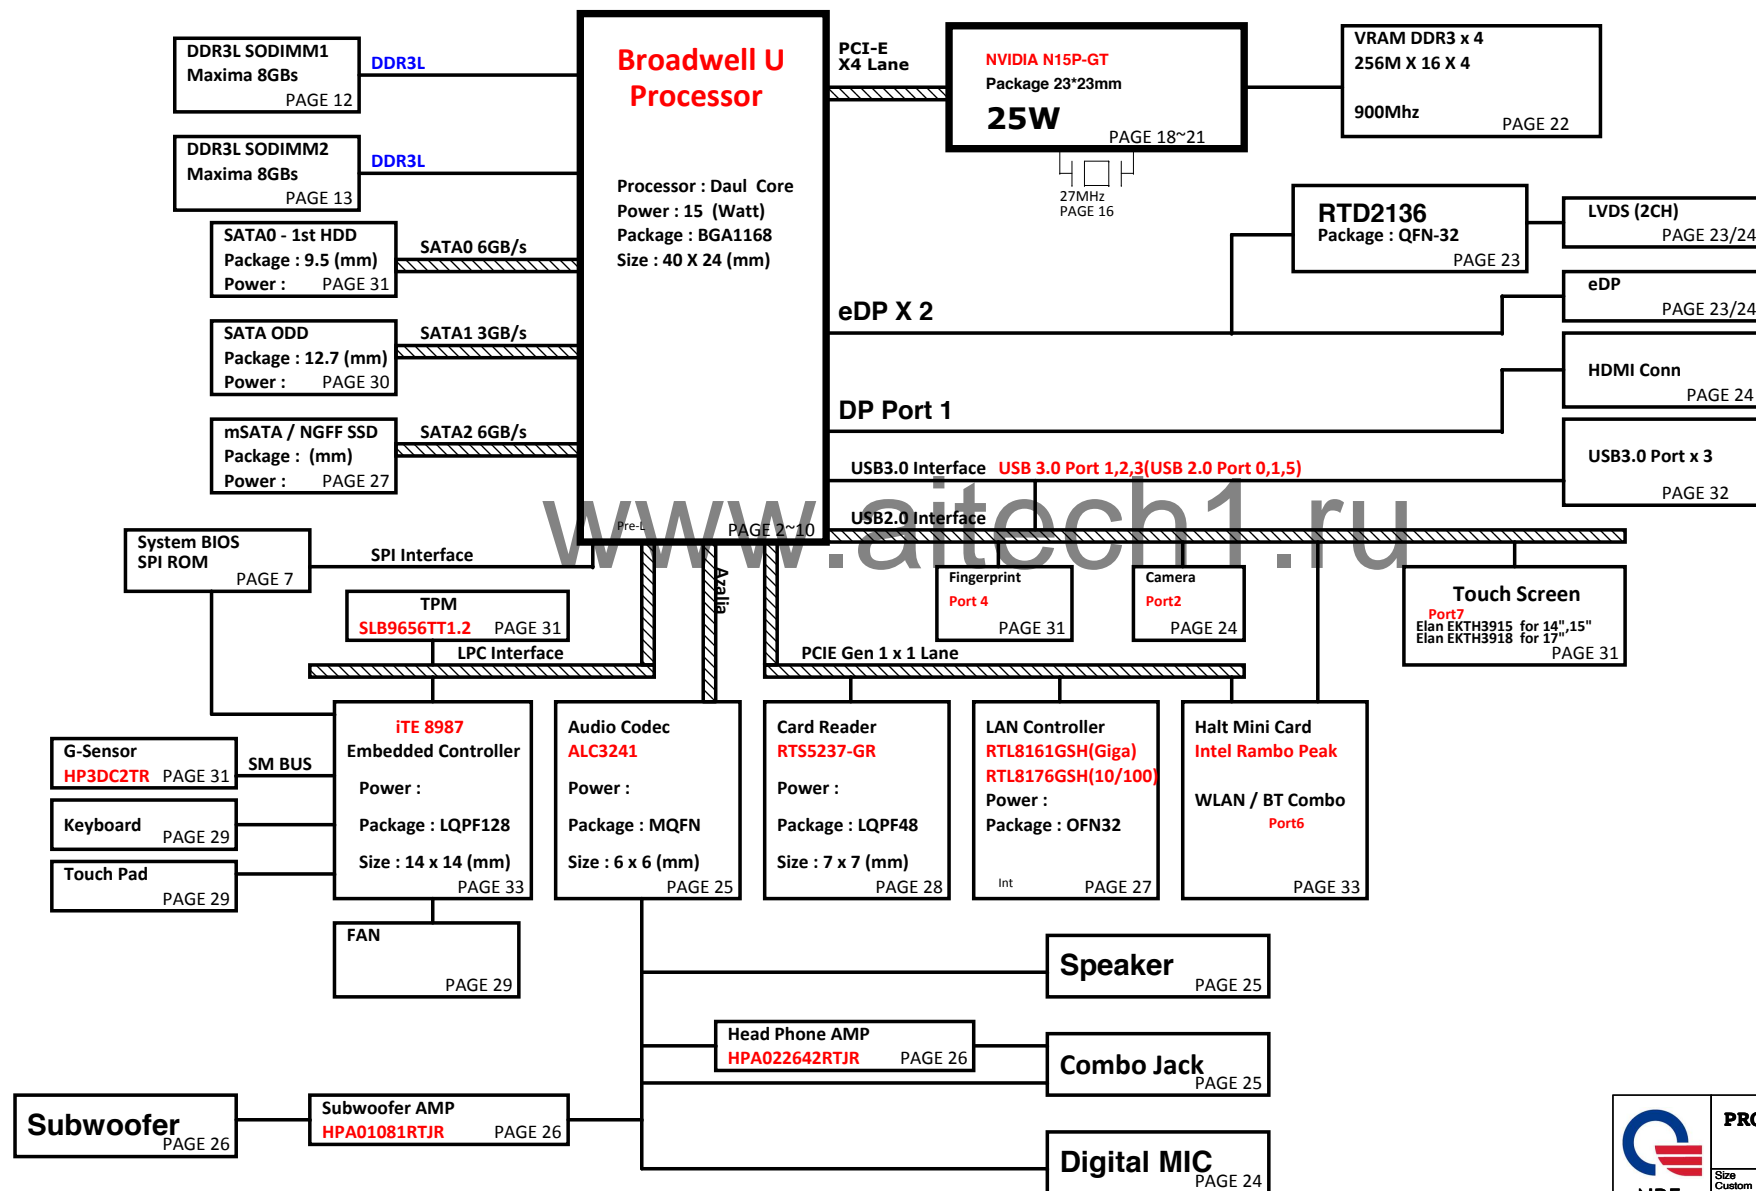 DDR3L SODIMM1
Maxima 8GBs
PAGE 12
DDR3L
DDR3L SODIMM2
Maxima 8GBs
PAGE 13
DDR3L
SATA0 - 1st HDD
Package : 9.5 (mm)
Power : PAGE 31
SATA0 6GB/s
SATA ODD
Package : 12.7 (mm)
Power : PAGE 30
SATA1 3GB/s
mSATA / NGFF SSD
Package : (mm)
Power : PAGE 27
SATA2 6GB/s
Broadwell U
Processor
Processor : Daul Core
Power : 15 (Watt)
Package : BGA1168
Size : 40 X 24 (mm)
Pre-L
PAGE 2~10
PCI-E
X4 Lane
NVIDIA N15P-GT
Package 23*23mm
25W
PAGE 18~21
27MHz
PAGE 16
VRAM DDR3 x 4
256M X 16 X 4
900Mhz
PAGE 22
RTD2136
Package : QFN-32
PAGE 23
LVDS (2CH)
PAGE 23/24
eDP
PAGE 23/24
eDP X 2
HDMI Conn
PAGE 24
DP Port 1
USB3.0 Port x 3
PAGE 32
USB3.0 Interface USB 3.0 Port 1,2,3(USB 2.0 Port 0,1,5)
USB2.0 Interface
www.aitech1.ru
System BIOS
SPI ROM
PAGE 7
SPI Interface
TPM
SLB9656TT1.2 PAGE 31
LPC Interface
Azalia
PCIE Gen 1 x 1 Lane
Fingerprint
Port 4
PAGE 31
Camera
Port2
PAGE 24
Touch Screen
Port7
Elan EKTH3915 for 14",15"
Elan EKTH3918 for 17"
PAGE 31
G-Sensor
HP3DC2TR PAGE 31
SM BUS
Keyboard
PAGE 29
Touch Pad
PAGE 29
iTE 8987
Embedded Controller
Power :
Package : LQPF128
Size : 14 x 14 (mm)
PAGE 33
Audio Codec
ALC3241
Power :
Package : MQFN
Size : 6 x 6 (mm)
PAGE 25
Card Reader
RTS5237-GR
Power :
Package : LQPF48
Size : 7 x 7 (mm)
PAGE 28
LAN Controller
RTL8161GSH(Giga)
RTL8176GSH(10/100)
Power :
Package : OFN32
Int
PAGE 27
Halt Mini Card
Intel Rambo Peak
WLAN / BT Combo
Port6
PAGE 33
FAN
PAGE 29
Speaker
PAGE 25
Head Phone AMP
HPA022642RTJR PAGE 26
Combo Jack
PAGE 25
Subwoofer
PAGE 26
Subwoofer AMP
HPA01081RTJR PAGE 26
Digital MIC
PAGE 24
Size
Custom